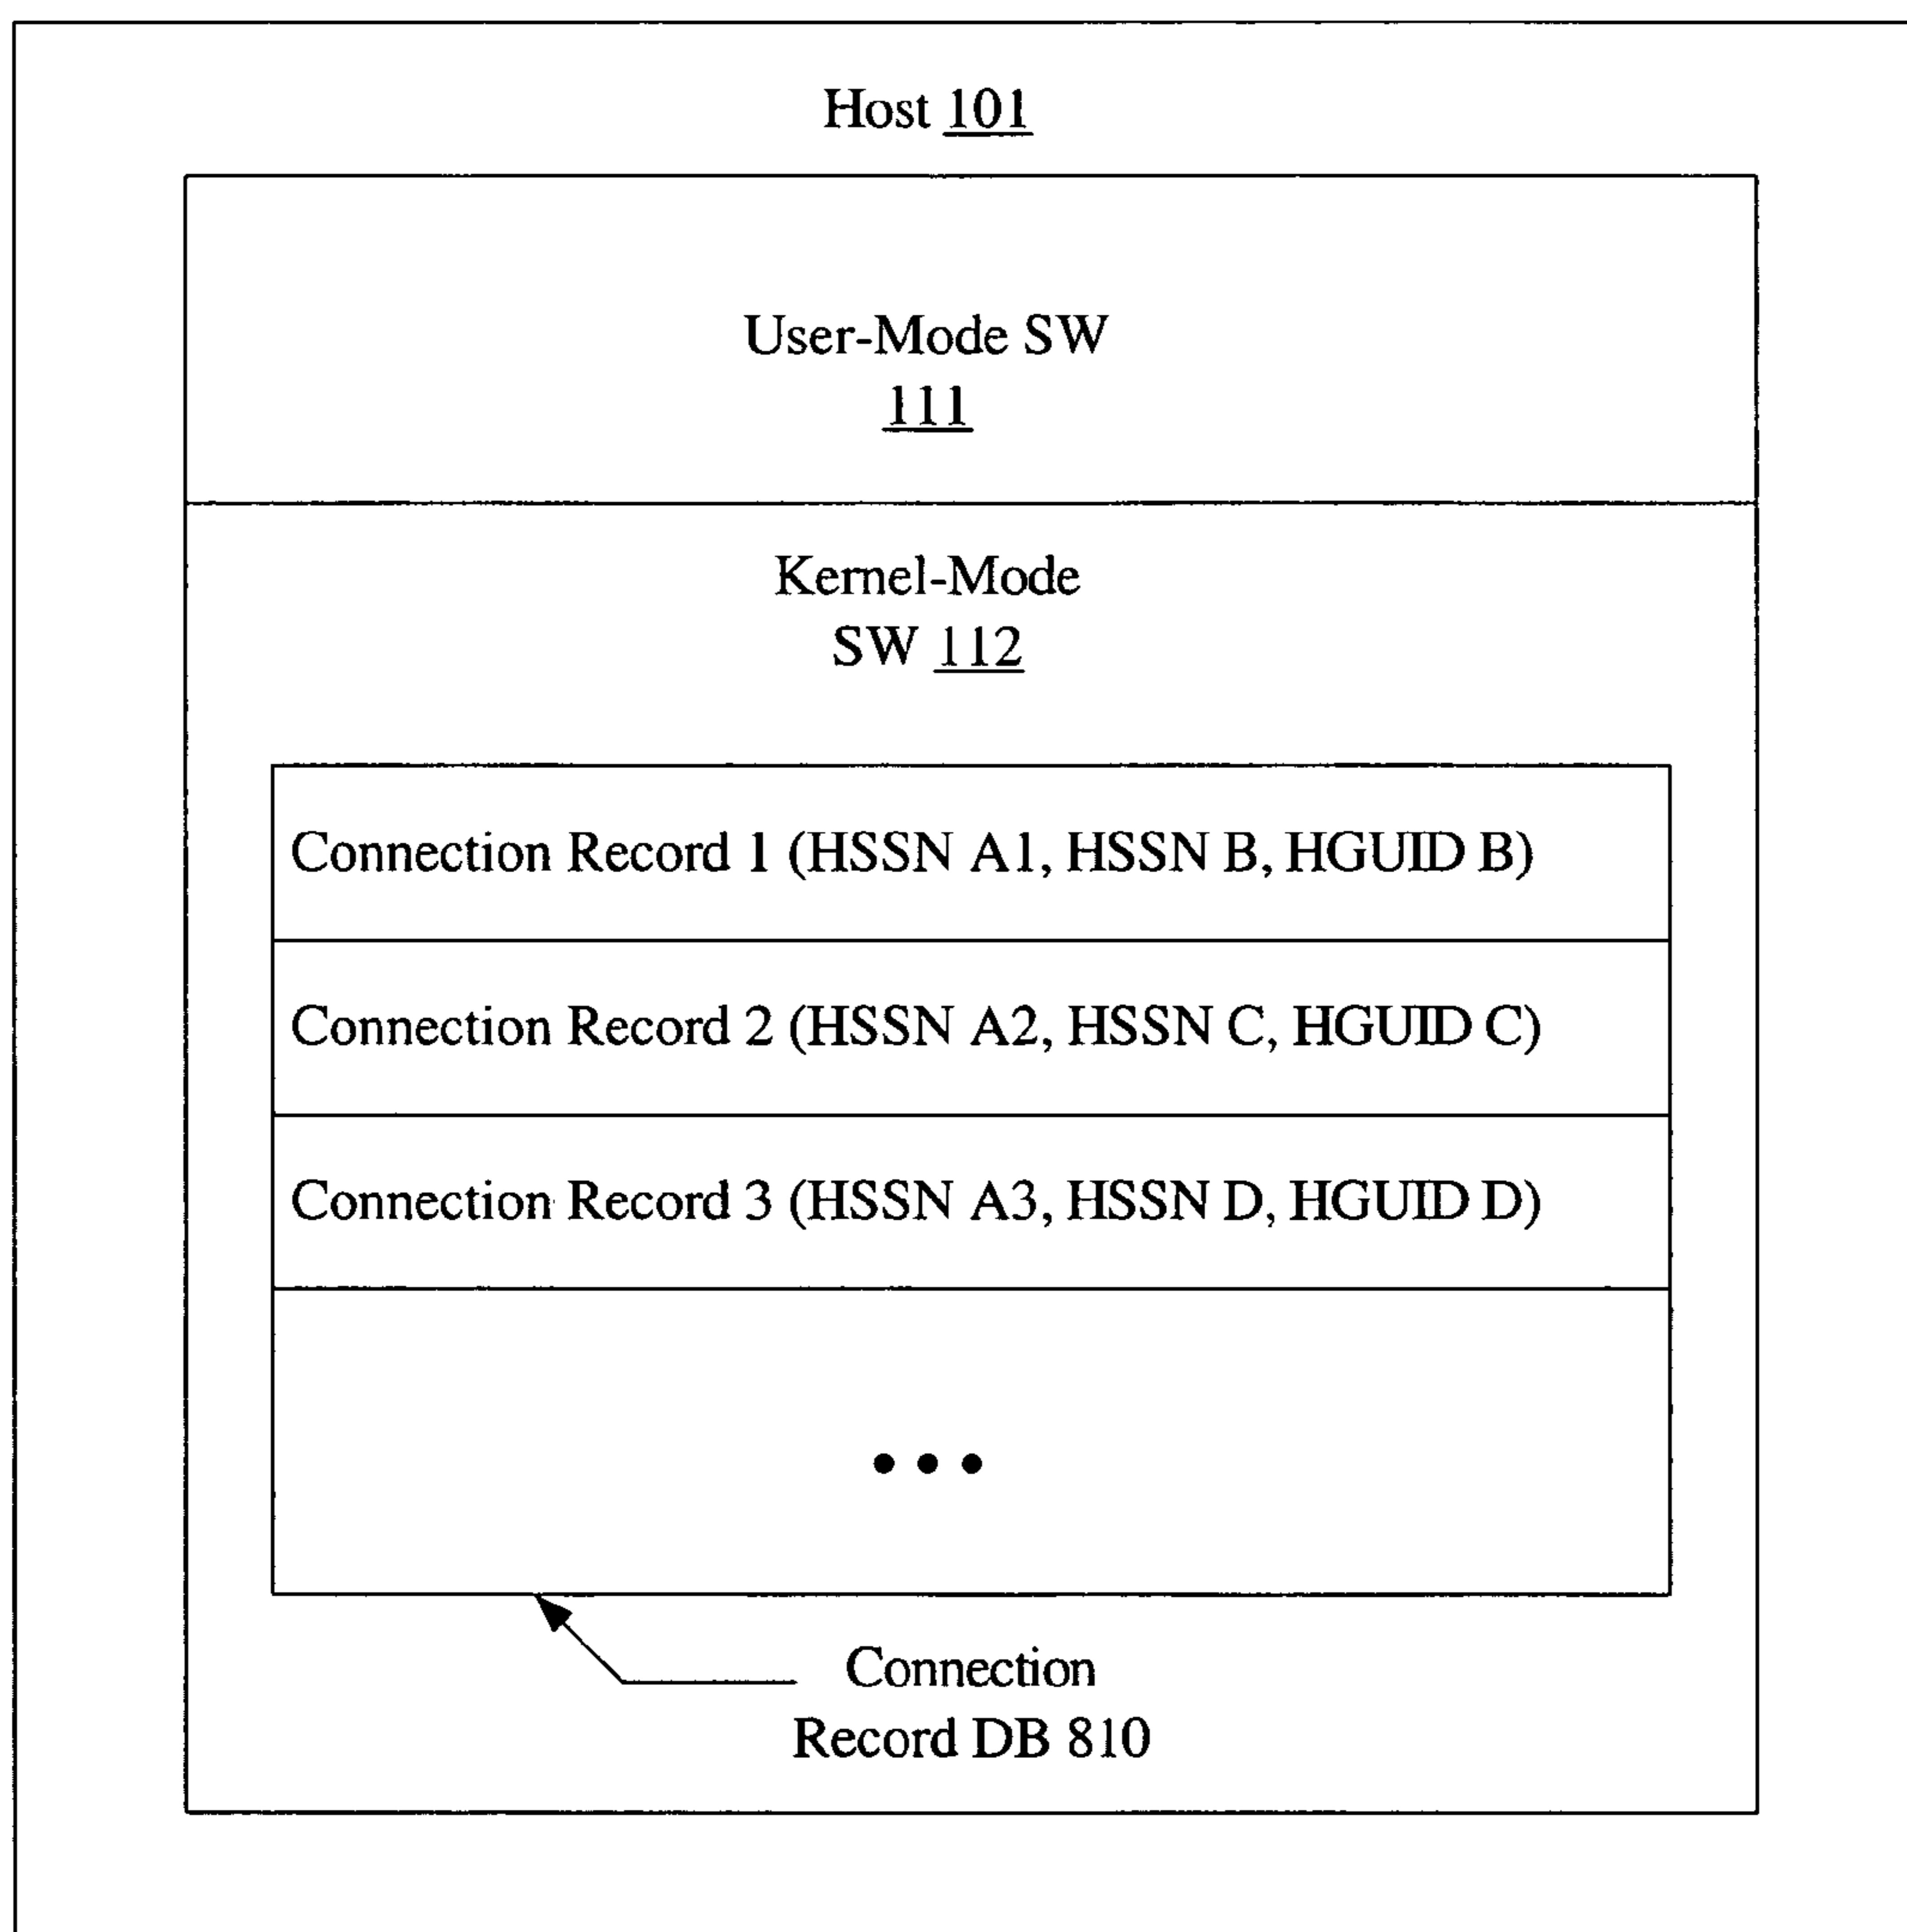 Host 101
User-Mode SW
111
Kernel-Mode
SW 112
Connection Record 1 (HSSN A1, HSSN B, HGUID B)
Connection Record 2 (HSSN A2, HSSN C, HGUID C)
Connection Record 3 (HSSN A3, HSSN D, HGUID D)
• • •
Connection
Record DB 810